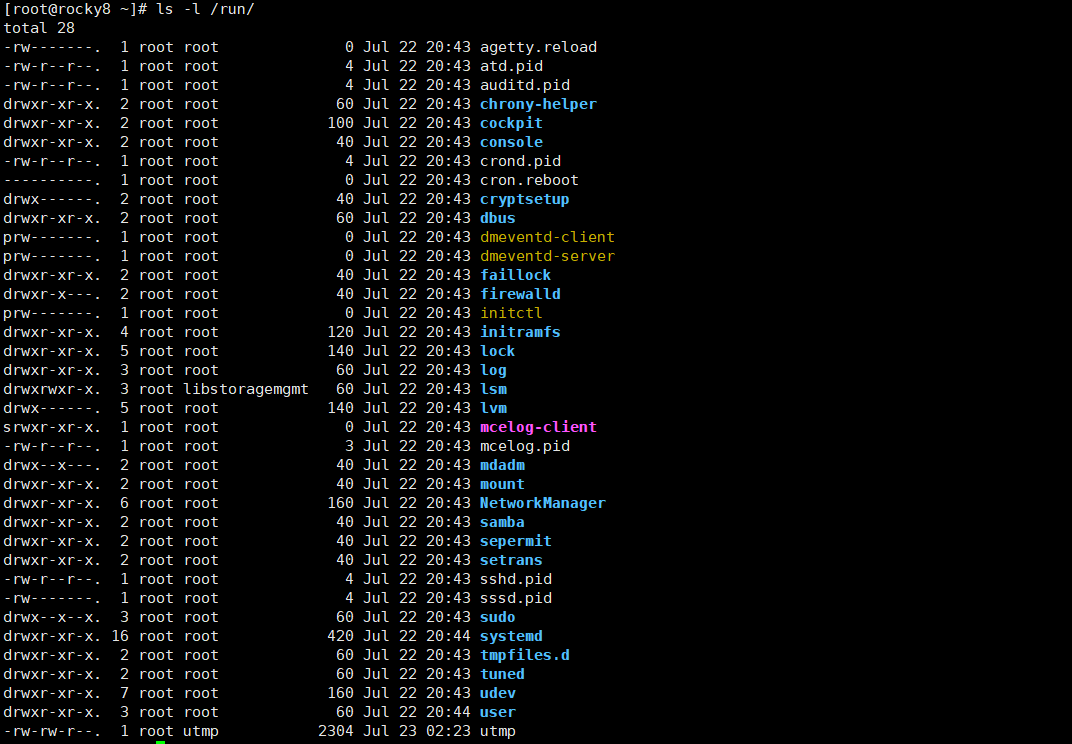 [root@rocky8 ~]# ls -l /run/
total 28
-rw-------.  1 root root              0 Jul 22 20:43 agetty.reload
-rw-r--r--.  1 root root              4 Jul 22 20:43 atd.pid
-rw-r--r--.  1 root root              4 Jul 22 20:43 auditd.pid
drwxr-xr-x.  2 root root             60 Jul 22 20:43 chrony-helper
drwxr-xr-x.  2 root root            100 Jul 22 20:43 cockpit
drwxr-xr-x.  2 root root             40 Jul 22 20:43 console
-rw-r--r--.  1 root root              4 Jul 22 20:43 crond.pid
----------.  1 root root              0 Jul 22 20:43 cron.reboot
drwx------.  2 root root             40 Jul 22 20:43 cryptsetup
drwxr-xr-x.  2 root root             60 Jul 22 20:43 dbus
prw-------.  1 root root              0 Jul 22 20:43 dmeventd-client
prw-------.  1 root root              0 Jul 22 20:43 dmeventd-server
drwxr-xr-x.  2 root root             40 Jul 22 20:43 faillock
drwxr-x---.  2 root root             40 Jul 22 20:43 firewalld
prw-------.  1 root root              0 Jul 22 20:43 initctl
drwxr-xr-x.  4 root root            120 Jul 22 20:43 initramfs
drwxr-xr-x.  5 root root            140 Jul 22 20:43 lock
drwxr-xr-x.  3 root root             60 Jul 22 20:43 log
drwxrwxr-x.  3 root libstoragemgmt   60 Jul 22 20:43 lsm
drwx------.  5 root root            140 Jul 22 20:43 lvm
srwxr-xr-x.  1 root root              0 Jul 22 20:43 mcelog-client
-rw-r--r--.  1 root root              3 Jul 22 20:43 mcelog.pid
drwx--x---.  2 root root             40 Jul 22 20:43 mdadm
drwxr-xr-x.  2 root root             40 Jul 22 20:43 mount
drwxr-xr-x.  6 root root            160 Jul 22 20:43 NetworkManager
drwxr-xr-x.  2 root root             40 Jul 22 20:43 samba
drwxr-xr-x.  2 root root             40 Jul 22 20:43 sepermit
drwxr-xr-x.  2 root root             40 Jul 22 20:43 setrans
-rw-r--r--.  1 root root              4 Jul 22 20:43 sshd.pid
-rw-------.  1 root root              4 Jul 22 20:43 sssd.pid
drwx--x--x.  3 root root             60 Jul 22 20:43 sudo
drwxr-xr-x. 16 root root            420 Jul 22 20:44 systemd
drwxr-xr-x.  2 root root             60 Jul 22 20:43 tmpfiles.d
drwxr-xr-x.  2 root root             60 Jul 22 20:43 tuned
drwxr-xr-x.  7 root root            160 Jul 22 20:43 udev
drwxr-xr-x.  3 root root             60 Jul 22 20:44 user
-rw-rw-r--.  1 root utmp           2304 Jul 23 02:23 utmp